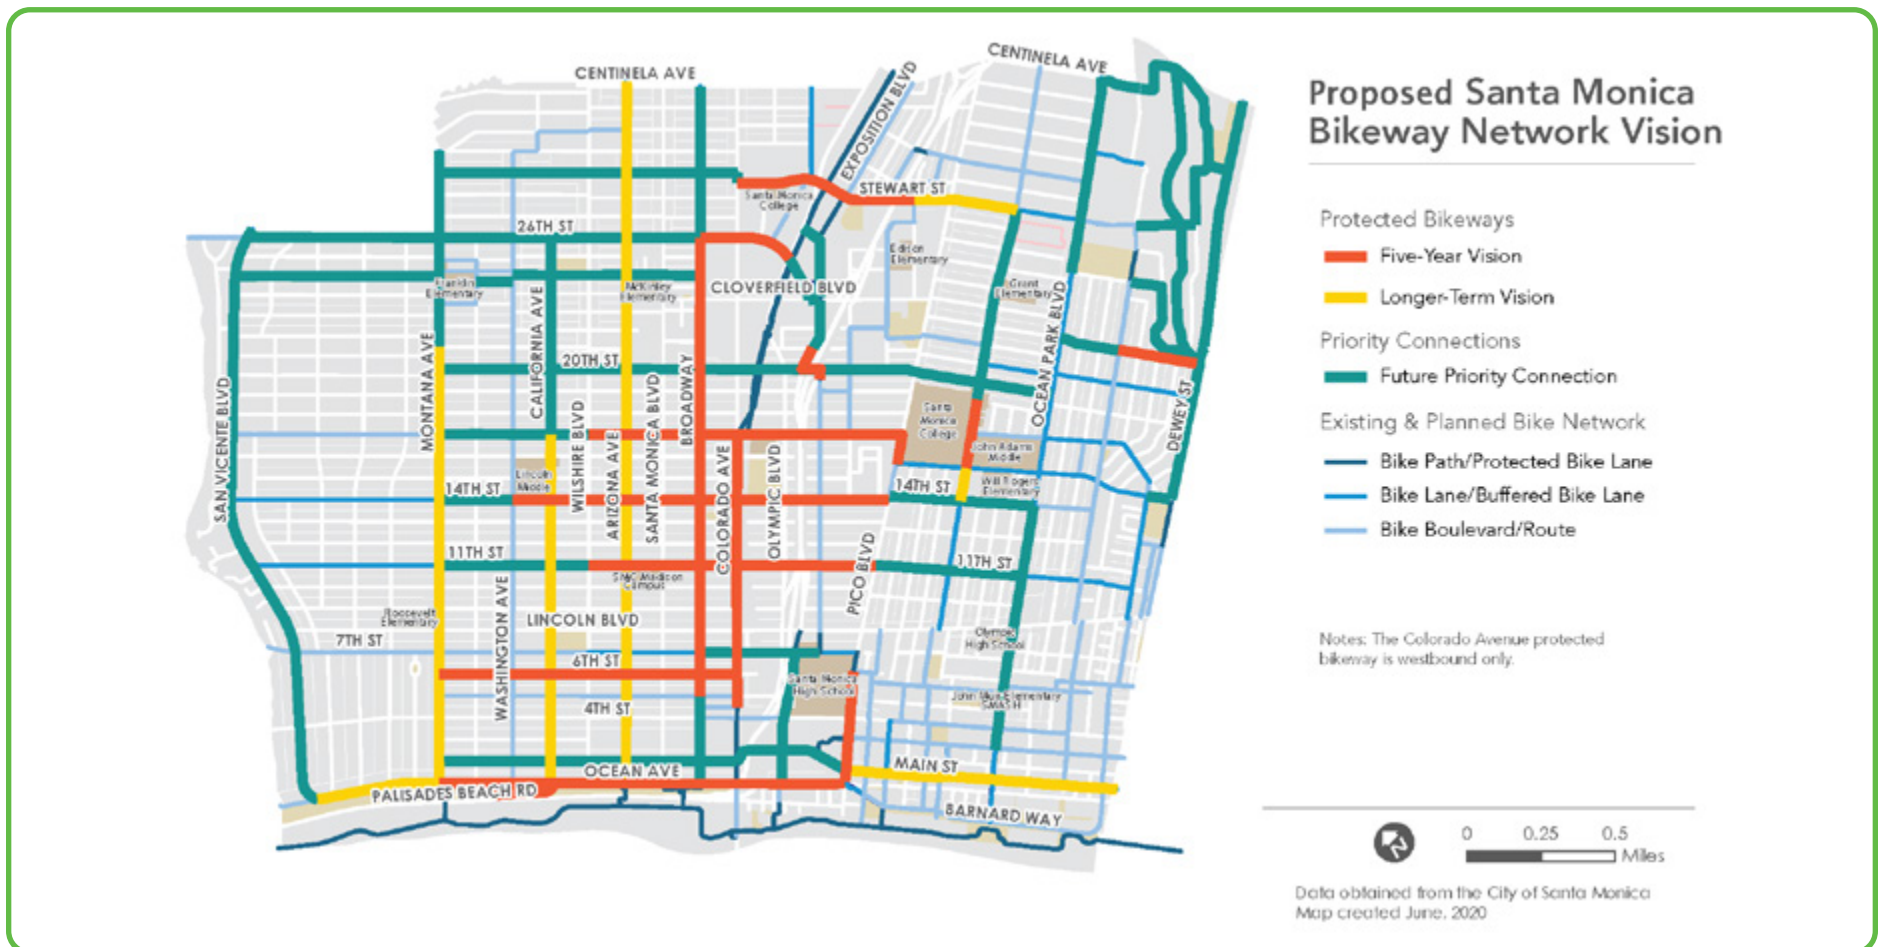 CENTINELA AVE
CENTINELA AVE
EXPOSITION BLVD
STEWART ST
Santa Monica
College
26TH ST
Edison
Elementary
Franklin
Elementary
McKinley
Elementary
CLOVERFIELD BLVD
Grant
Elementary
CALIFORNIA AVE
OCEAN PARK BLVD
MONTANA AVE
20TH ST
BROADWAY
SAN VICENTE BLVD
DEWEY ST
WILSHIRE BLVD
ARIZONA AVE
SANTA MONICA BLVD
COLORADO AVE
OLYMPIC BLVD
Santa
Monica
College
John Adams
Middle
Lincoln
Middle
14TH ST
14TH ST
Will Rogers
Elementary
11TH ST
11TH ST
PICO BLVD
SMC Madison
Campus
WASHINGTON AVE
Roosevelt
Elementary
LINCOLN BLVD
7TH ST
Olympic
High School
6TH ST
Santa Monica
High School
4TH ST
John Muir Elementary
SMASH
OCEAN AVE
MAIN ST
PALISADES BEACH RD
BARNARD WAY
Proposed Santa Monica
Bikeway Network Vision
Protected Bikeways
Five-Year Vision
Longer-Term Vision
Priority Connections
Future Priority Connection
Existing & Planned Bike Network
Bike Path/Protected Bike Lane
Bike Lane/Buffered Bike Lane
Bike Boulevard/Route
Notes: The Colorado Avenue protected
bikeway is westbound only.
0 0.25 0.5
Miles
Data obtained from the City of Santa Monica
Map created June, 2020